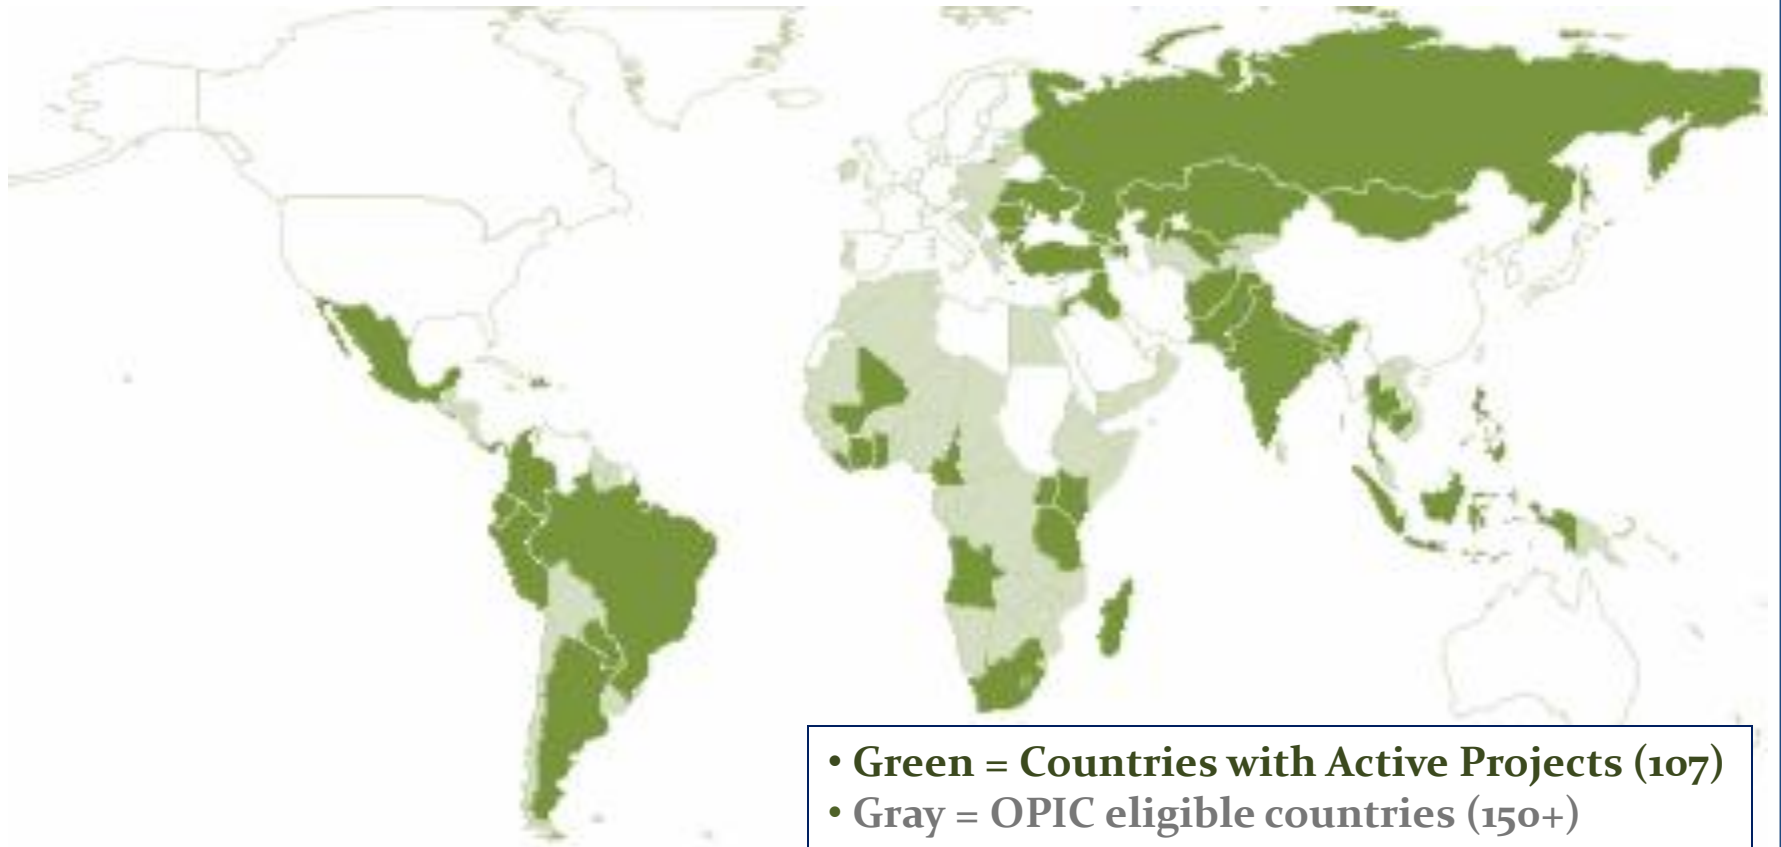 • Green = Countries with Active Projects (107)
• Gray = OPIC eligible countries (150+)